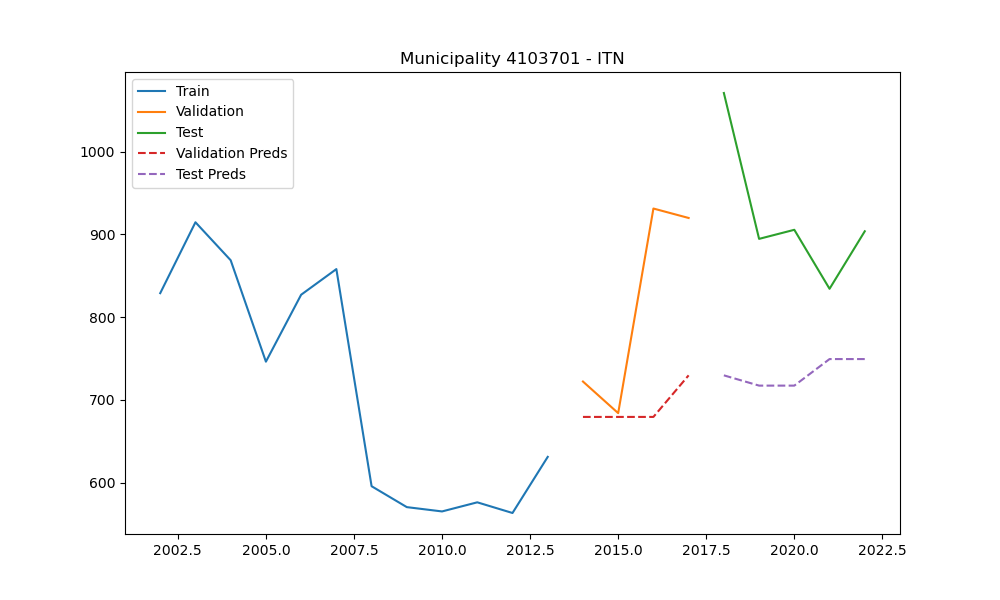 Municipality 4103701 - ITN
Train
Validation
Test
Validation Preds
Test Preds
1000
900
800
700
600
2002.5 2005.0 2007.5 2010.0 2012.5 2015.0 2017.5 2020.0 2022.5